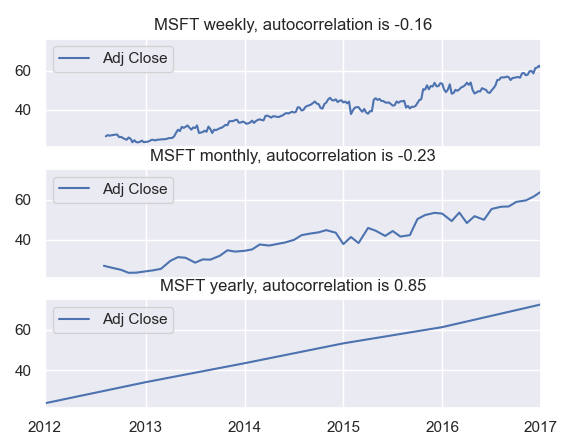 MSFT weekly, autocorrelation is -0.16
Adj Close
60
40
MSFT monthly, autocorrelation is -0.23
Adj Close
60
40
MSFT yearly, autocorrelation is 0.85
Adj Close
60
40
2012 2013 2014 2015 2016 2017